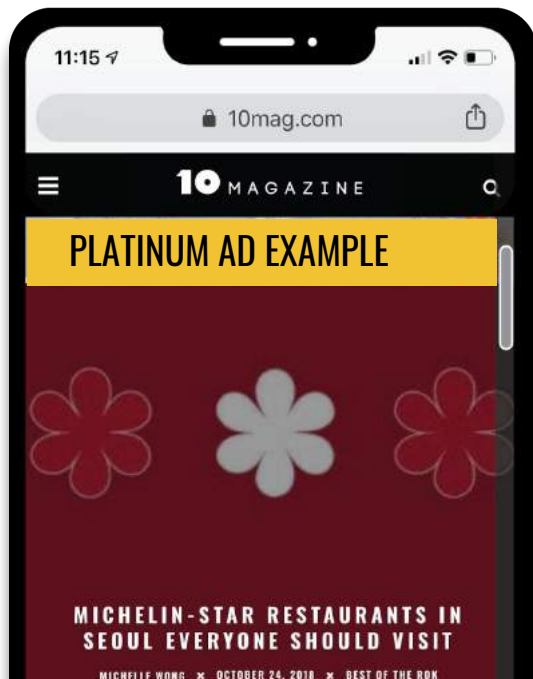 11:15
10mag.com
10 MAGAZINE
PLATINUM AD EXAMPLE
MICHELIN-STAR RESTAURANTS IN
SEOUL EVERYONE SHOULD VISIT
MICHELLE WONG × OCTOBER 24, 2018 × BEST OF THE ROK